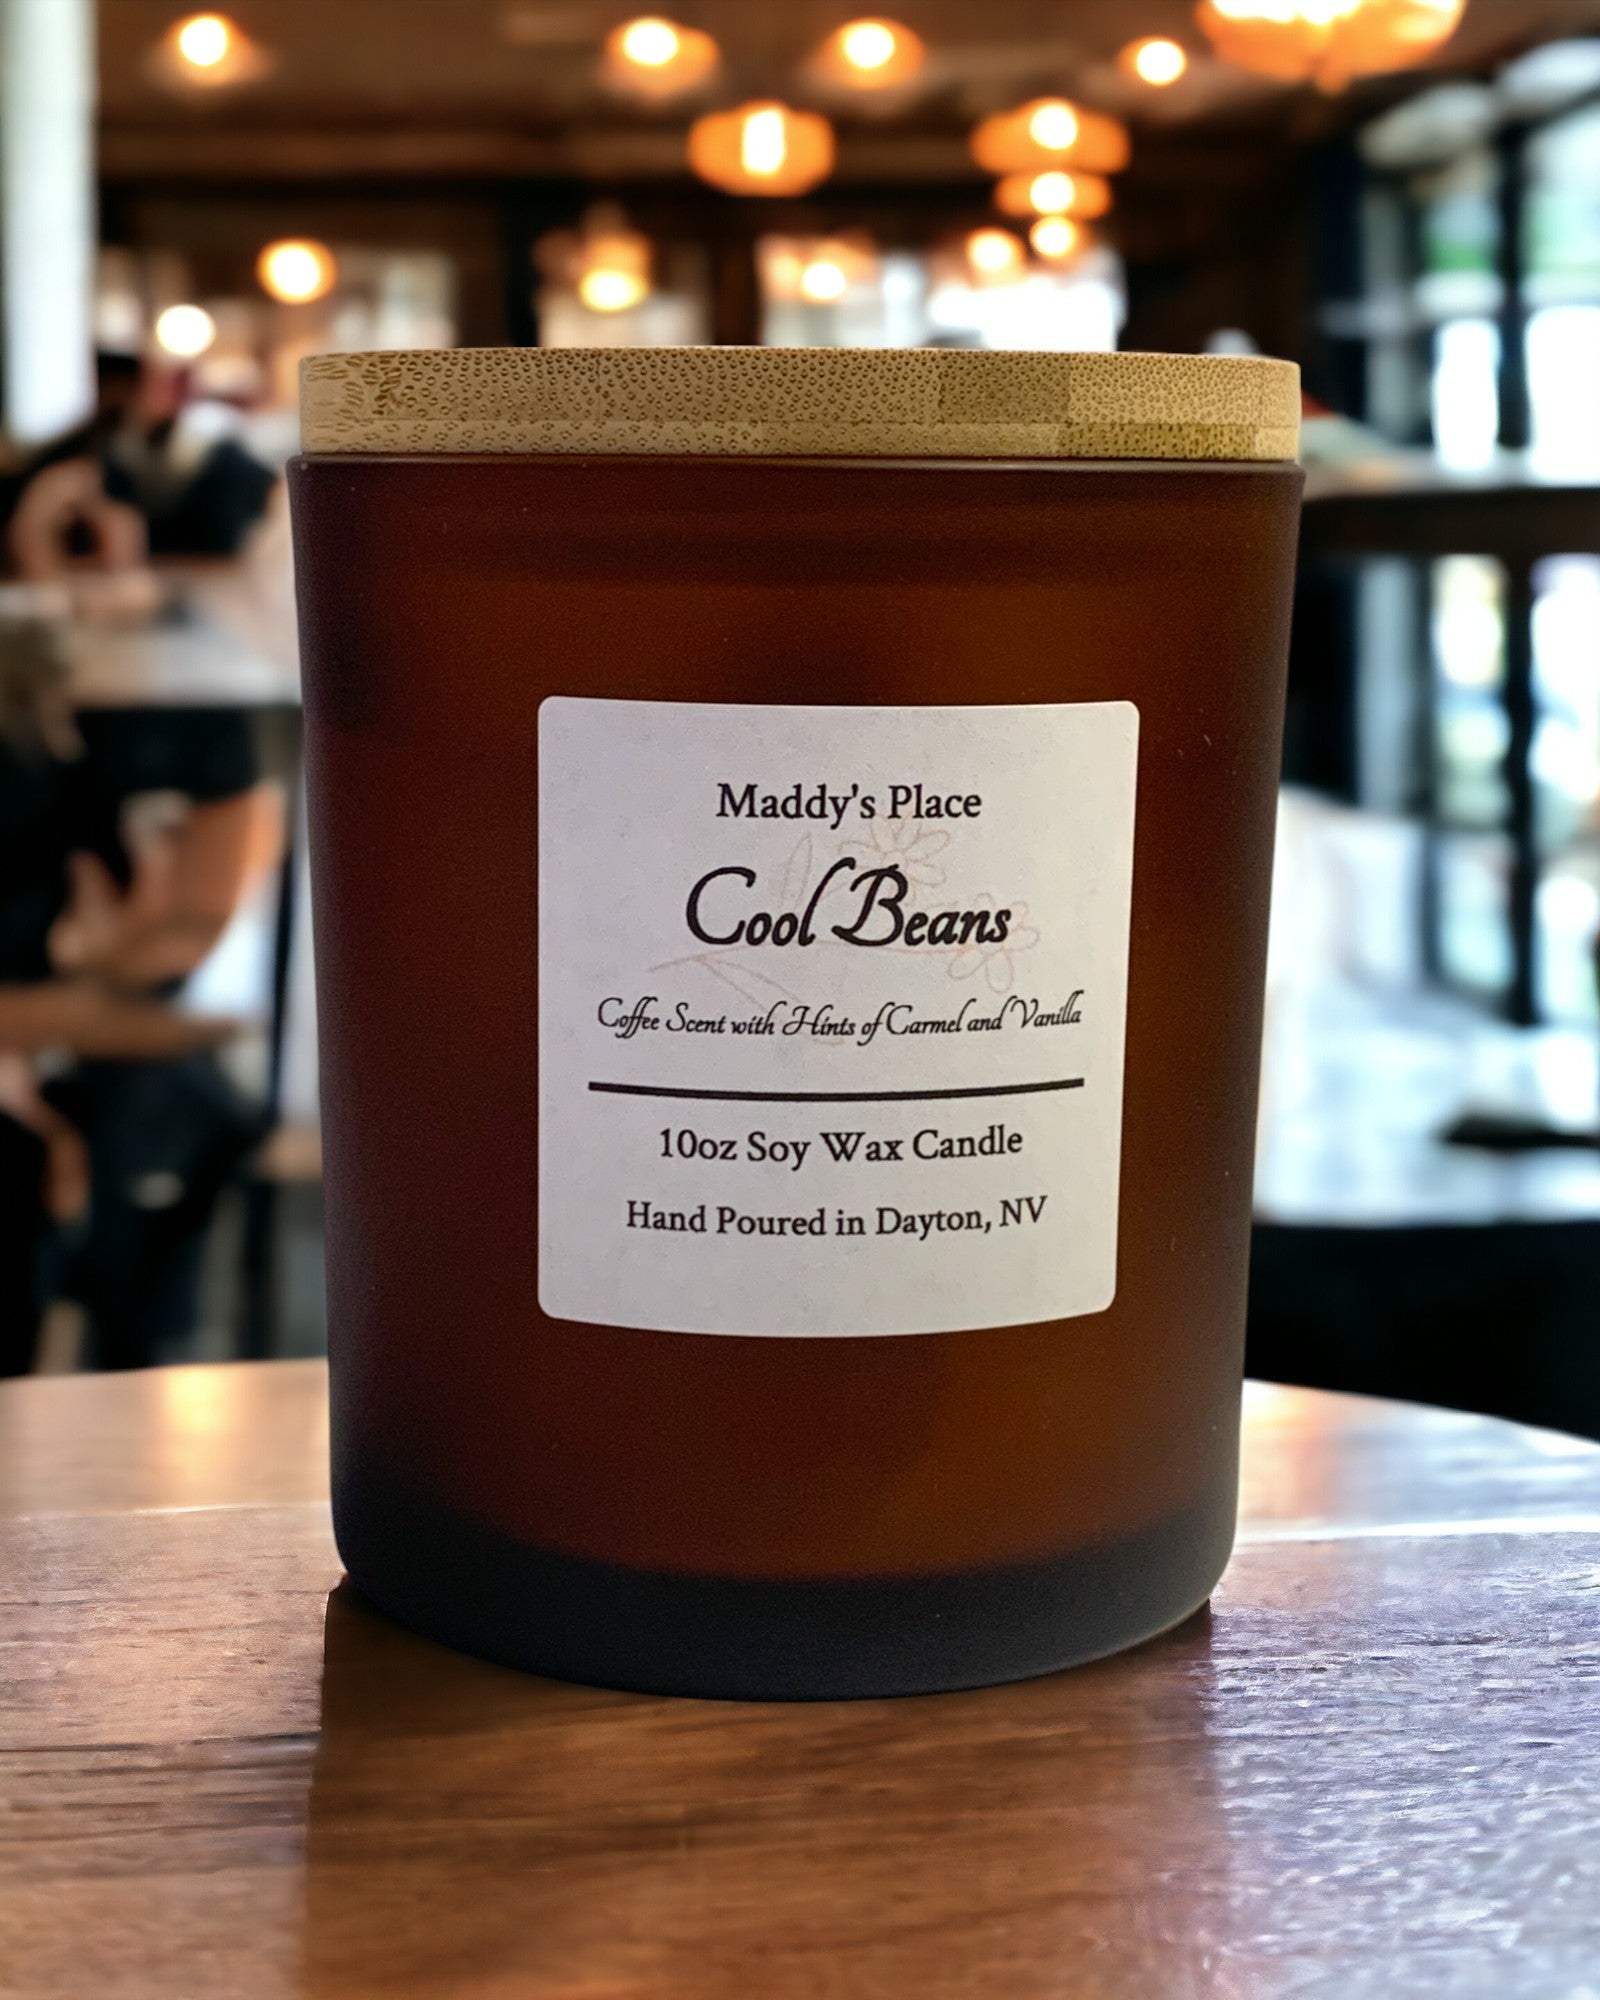 Maddy's Place
Cool Beans
Coffee Scent with Hints of Carmel and Vanilla
10oz Soy Wax Candle
Hand Poured in Dayton, NV